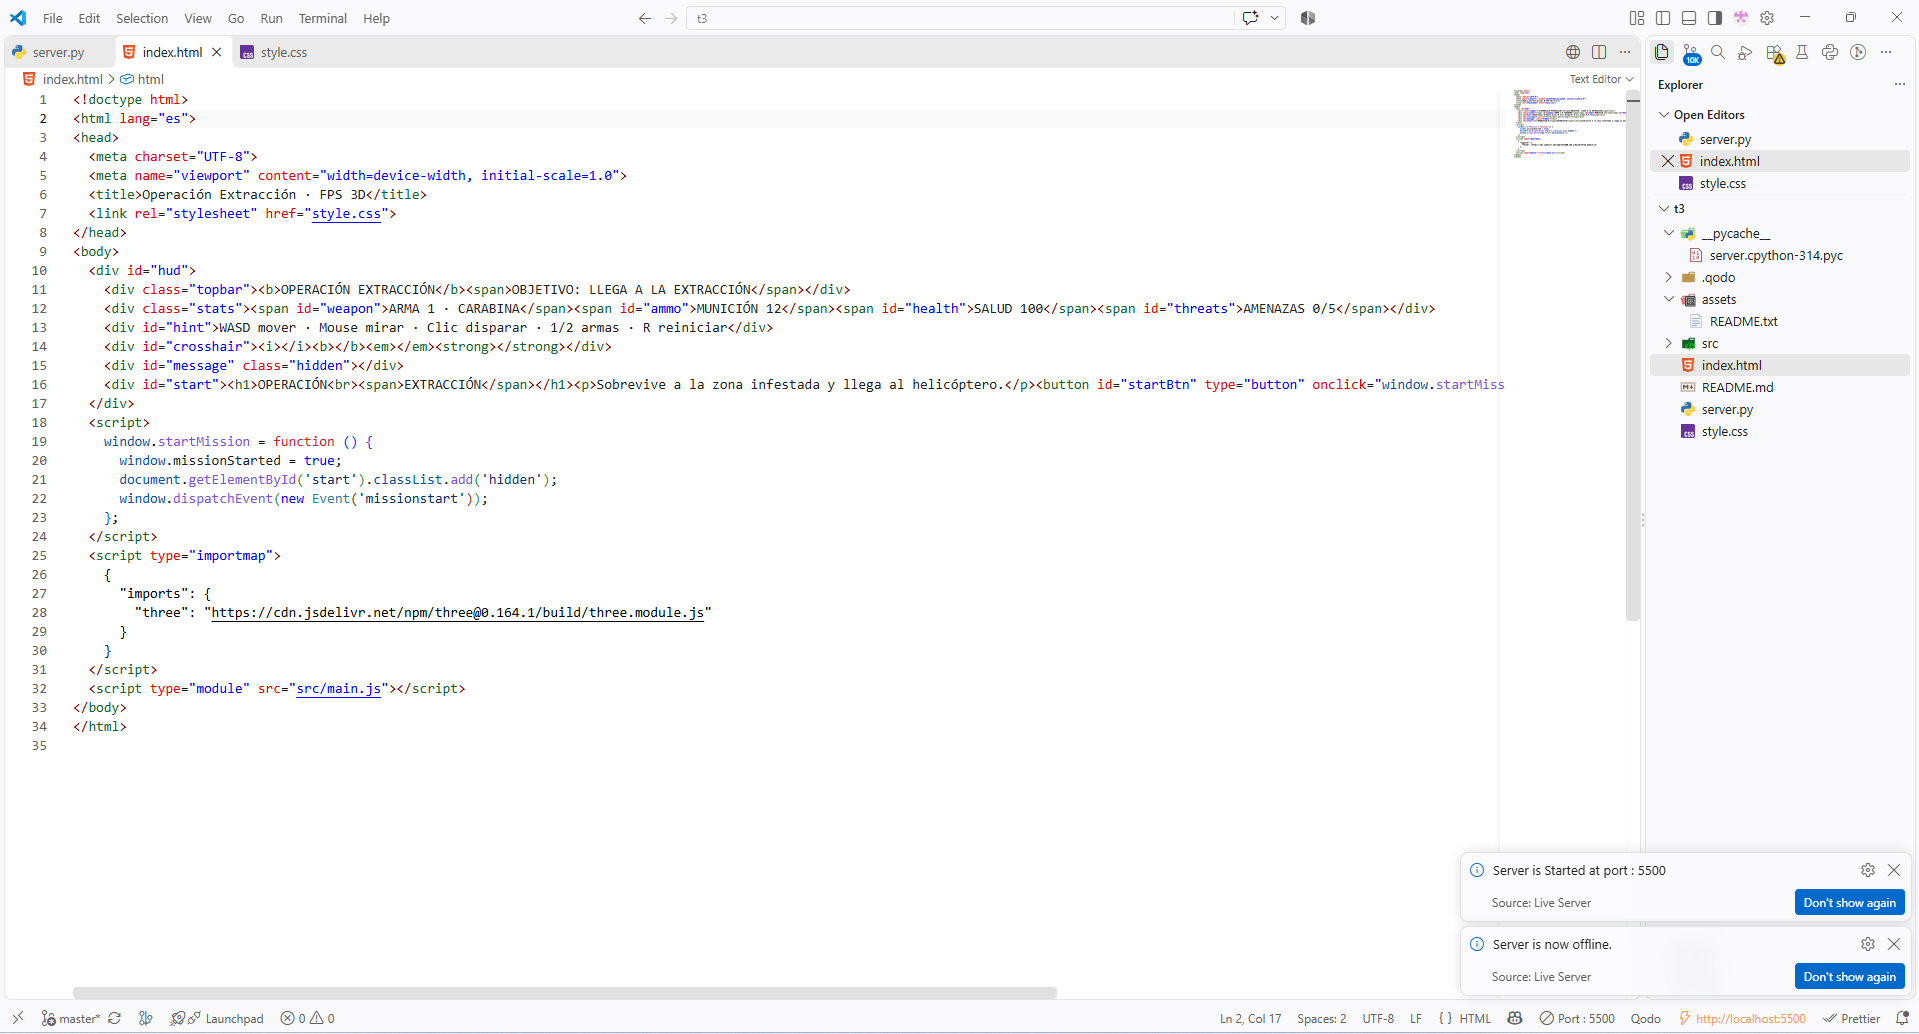 File Edit Selection View Go Run Terminal Help
t3
server.py index.html style.css
index.html > html
Text Editor
1 <!doctype html>
2 <html lang="es">
3 <head>
4 <meta charset="UTF-8">
5 <meta name="viewport" content="width=device-width, initial-scale=1.0">
6 <title>Operación Extracción · FPS 3D</title>
7 <link rel="stylesheet" href="style.css">
8 </head>
9 <body>
10 <div id="hud">
11 <div class="topbar"><b>OPERACIÓN EXTRACCIÓN</b><span>OBJETIVO: LLEGA A LA EXTRACCIÓN</span></div>
12 <div class="stats"><span id="weapon">ARMA 1 · CARABINA</span><span id="ammo">MUNICIÓN 12</span><span id="health">SALUD 100</span><span id="threats">AMENAZAS 0/5</span></div>
13 <div id="hint">WASD mover · Mouse mirar · Clic disparar · 1/2 armas · R reiniciar</div>
14 <div id="crosshair"><i></i><b></b><em></em><strong></strong></div>
15 <div id="message" class="hidden"></div>
16 <div id="start"><h1>OPERACIÓN<br><span>EXTRACCIÓN</span></h1><p>Sobrevive a la zona infestada y llega al helicóptero.</p><button id="startBtn" type="button" onclick="window.startMiss
17 </div>
18 <script>
19 window.startMission = function () {
20 window.missionStarted = true;
21 document.getElementById('start').classList.add('hidden');
22 window.dispatchEvent(new Event('missionstart'));
23 };
24 </script>
25 <script type="importmap">
26 {
27 "imports": {
28 "three": "https://cdn.jsdelivr.net/npm/three@0.164.1/build/three.module.js"
29 }
30 }
31 </script>
32 <script type="module" src="src/main.js"></script>
33 </body>
34 </html>
35
10K
Explorer
Open Editors
server.py
index.html
style.css
t3
__pycache__
server.cpython-314.pyc
.qodo
assets
README.txt
src
index.html
README.md
server.py
style.css
Server is Started at port : 5500
Source: Live Server
Don't show again
Server is now offline.
Source: Live Server
Don't show again
master* Launchpad 0 0 Ln 2, Col 17 Spaces: 2 UTF-8 LF { } HTML Port : 5500 Qodo http://localhost:5500 Prettier